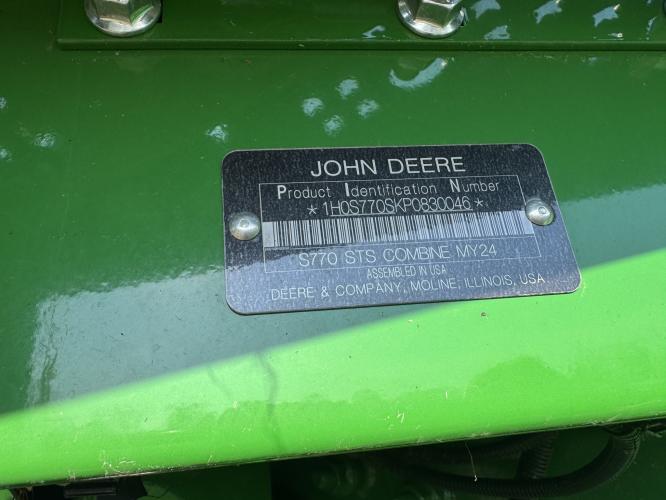 JOHN DEERE
Product Identification Number
*1H0S770SKP0830046*
S770 STS COMBINE MY24
ASSEMBLED IN USA
DEERE & COMPANY, MOLINE, ILLINOIS, USA